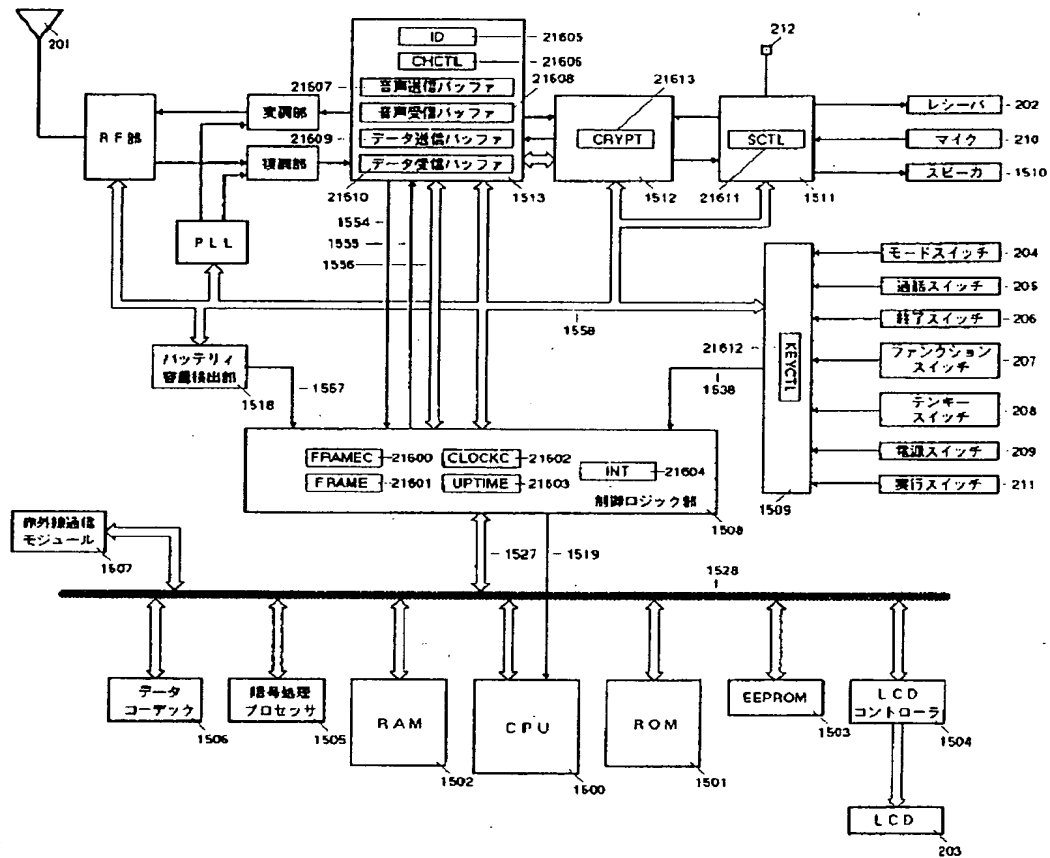 201
RF部
変調部
復調部
PLL
ID
21605
CHCTL
21606
21607
音声送信バッファ
21608
音声受信バッファ
21609
データ送信バッファ
データ受信バッファ
21610
1513
21613
CRYPT
1512
212
SCTL
21611
1511
レシーバ
202
マイク
210
スピーカ
1510
1554
1555
1556
1558
バッテリィ
容量検出部
1518
1557
21612
KEYCTL
1538
1509
モードスイッチ
204
通話スイッチ
205
終了スイッチ
206
ファンクション
スイッチ
207
テンキー
スイッチ
208
電源スイッチ
209
実行スイッチ
211
FRAMEC
21600
CLOCKC
21602
INT
21604
FRAME
21601
UPTIME
21603
制御ロジック部
1508
赤外線通信
モジュール
1507
1527
1519
1528
データ
コーデック
1506
暗号処理
プロセッサ
1505
RAM
1502
CPU
1500
ROM
1501
EEPROM
1503
LCD
コントローラ
1504
LCD
203